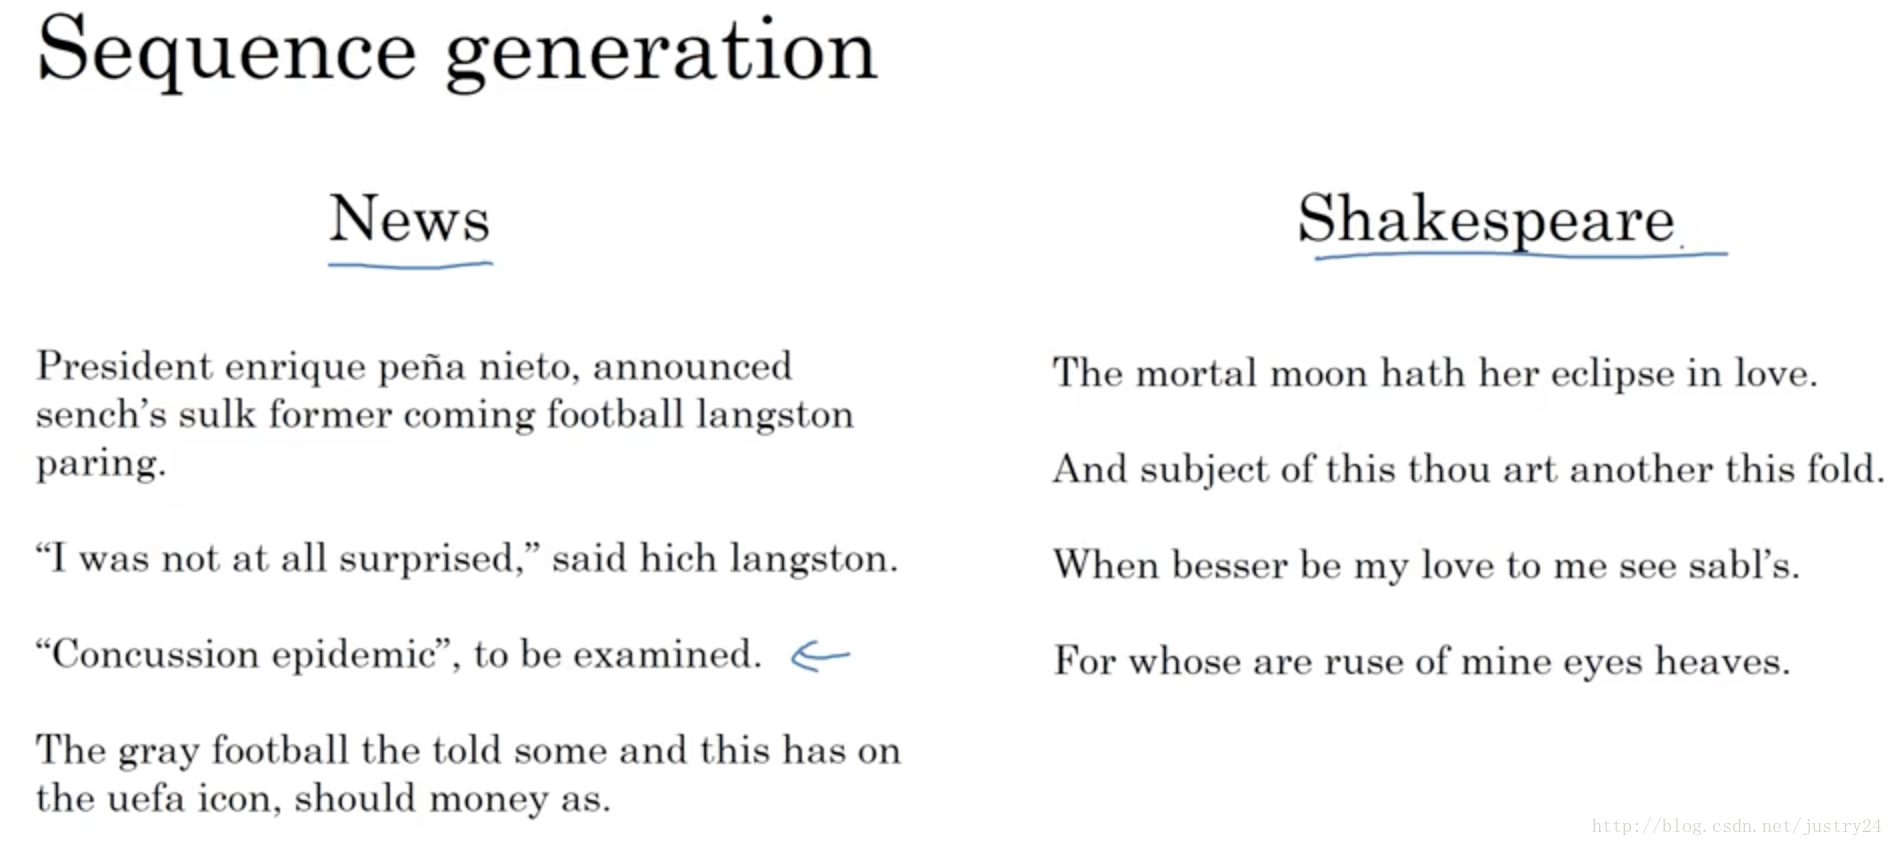 Sequence generation
News
President enrique peña nieto, announced
sench's sulk former coming football langston
paring.
“I was not at all surprised,” said hich langston.
“Concussion epidemic”, to be examined.
The gray football the told some and this has on
the uefa icon, should money as.
Shakespeare
The mortal moon hath her eclipse in love.
And subject of this thou art another this fold.
When besser be my love to me see sabl's.
For whose are ruse of mine eyes heaves.
http://blog.csdn.net/justry24